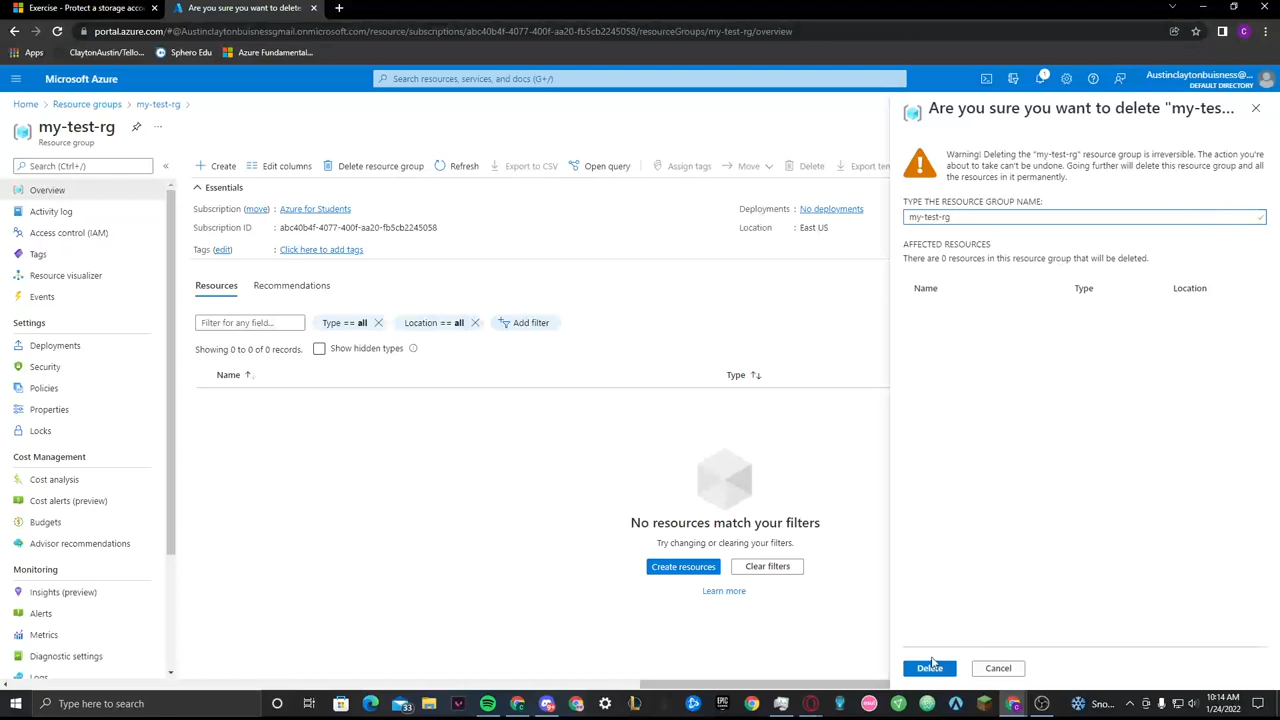 Exercise - Protect a storage acco
Are you sure you want to delete
portal.azure.com/#@Austinclaytonbuisnessgmail.onmicrosoft.com/resource/subscriptions/abc40b4f-4077-400f-aa20-fb5cb2245058/resourceGroups/my-test-rg/overview
C
Apps
ClaytonAustin/Tello...
Sphero Edu
Azure Fundamental...
Microsoft Azure
Search resources, services, and docs (G+/)
1
Austinclaytonbuisness@...
DEFAULT DIRECTORY
Home
Resource groups
my-test-rg
my-test-rg
...
Resource group
Search (Ctrl+/)
«
Overview
Activity log
Access control (IAM)
Tags
Resource visualizer
Events
Settings
Deployments
Security
Policies
Properties
Locks
Cost Management
Cost analysis
Cost alerts (preview)
Budgets
Advisor recommendations
Monitoring
Insights (preview)
Alerts
Metrics
Diagnostic settings
Logs
Create
Edit columns
Delete resource group
Refresh
Export to CSV
Open query
Assign tags
Move
Delete
Export tem
Essentials
Subscription (move) : Azure for Students
Subscription ID : abc40b4f-4077-400f-aa20-fb5cb2245058
Tags (edit) : Click here to add tags
Deployments : No deployments
Location : East US
Resources
Recommendations
Filter for any field...
Type == all
Location == all
Add filter
Showing 0 to 0 of 0 records.
Show hidden types
Name
Type
No resources match your filters
Try changing or clearing your filters.
Create resources
Clear filters
Learn more
Are you sure you want to delete "my-tes...
Warning! Deleting the "my-test-rg" resource group is irreversible. The action you're
about to take can't be undone. Going further will delete this resource group and all
the resources in it permanently.
TYPE THE RESOURCE GROUP NAME:
my-test-rg
AFFECTED RESOURCES
There are 0 resources in this resource group that will be deleted.
Name
Type
Location
Delete
Cancel
Type here to search
33
EPIC
osu!
Sno...
10:14 AM
1/24/2022